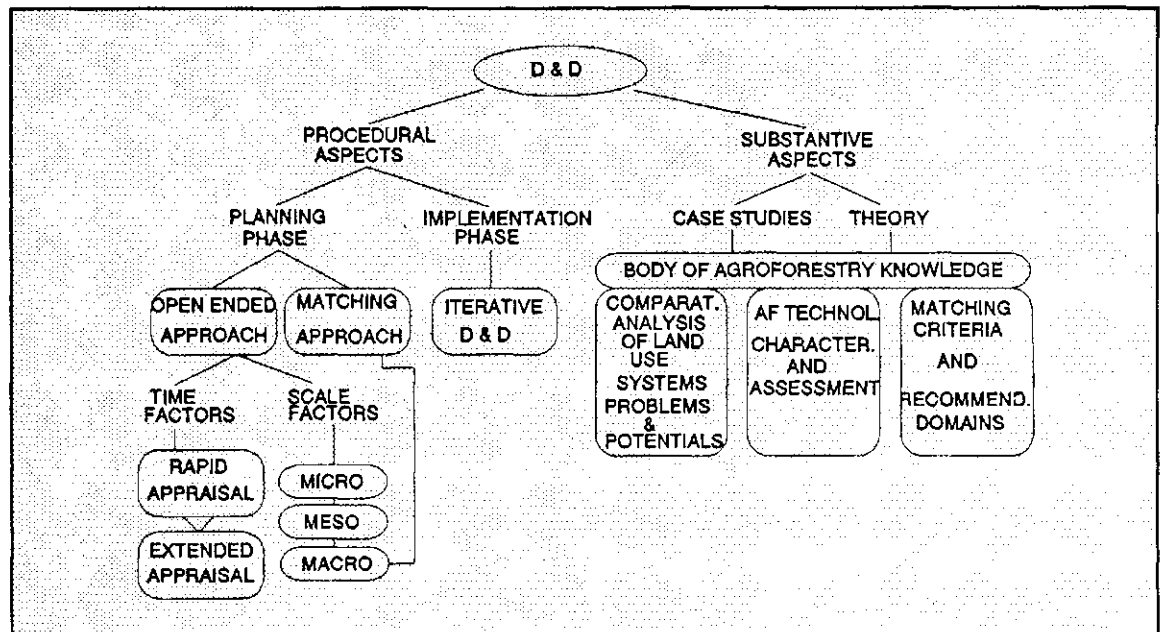 D & D
PROCEDURAL
ASPECTS
SUBSTANTIVE
ASPECTS
PLANNING
PHASE
IMPLEMENTATION
PHASE
CASE STUDIES
THEORY
BODY OF AGROFORESTRY KNOWLEDGE
OPEN ENDED
APPROACH
MATCHING
APPROACH
ITERATIVE
D & D
COMPARAT.
ANALYSIS
OF LAND
USE
SYSTEMS
PROBLEMS
&
POTENTIALS
AF TECHNOL.
CHARACTER.
AND
ASSESSMENT
MATCHING
CRITERIA
AND
RECOMMEND.
DOMAINS
TIME
FACTORS
SCALE
FACTORS
RAPID
APPRAISAL
EXTENDED
APPRAISAL
MICRO
MESO
MACRO